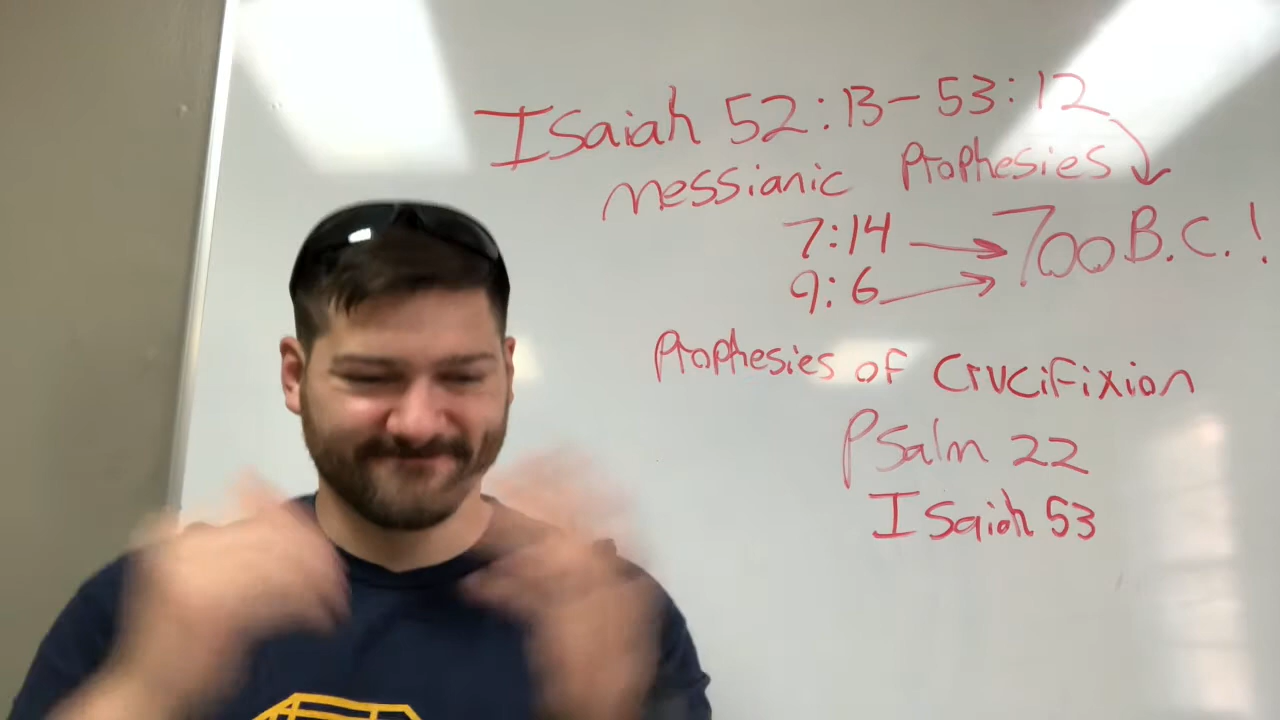 Isaiah 52:13-53:12
messianic Prophesies
7:14 → 700 B.C.!
9:6 →
Prophesies of Crucifixion
Psalm 22
Isaiah 53